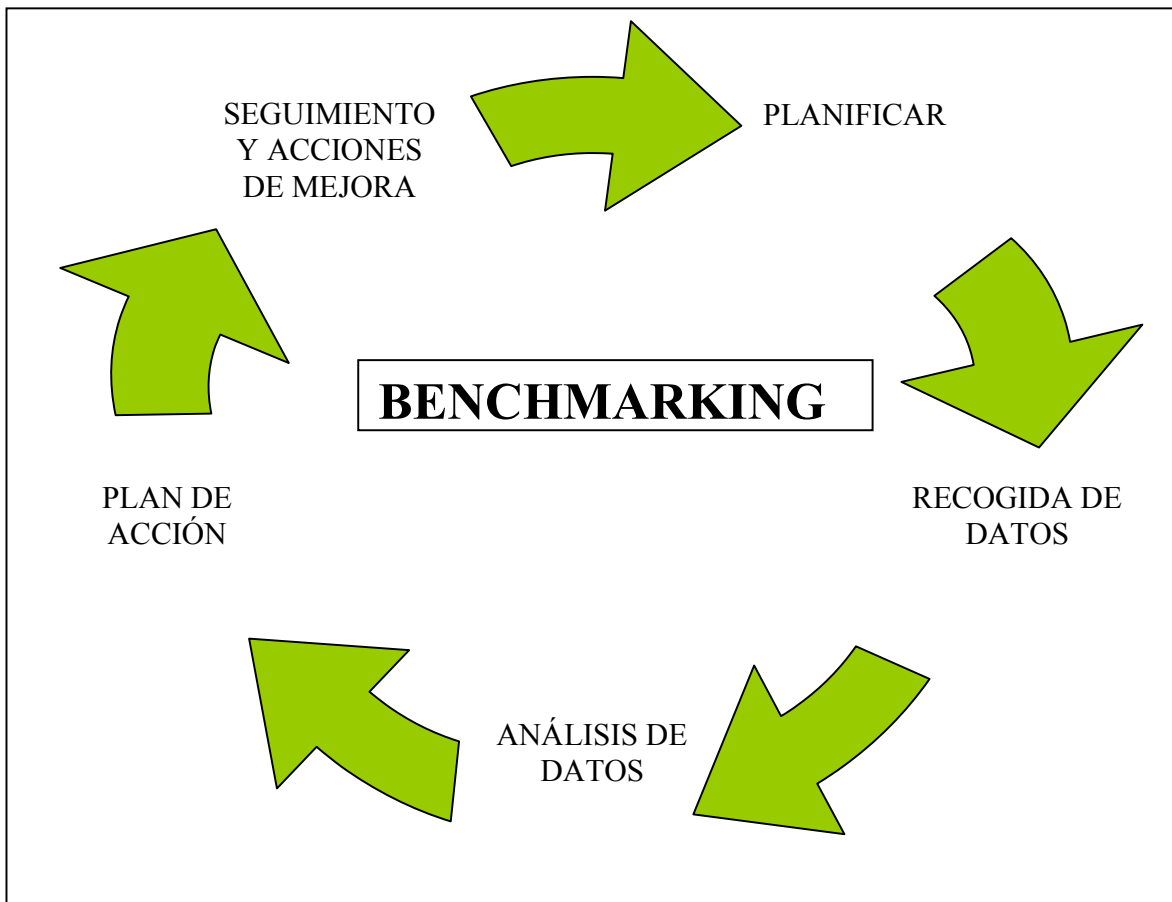 SEGUIMIENTO
Y ACCIONES
DE MEJORA
PLANIFICAR
BENCHMARKING
PLAN DE
ACCIÓN
RECOGIDA DE
DATOS
ANÁLISIS DE
DATOS